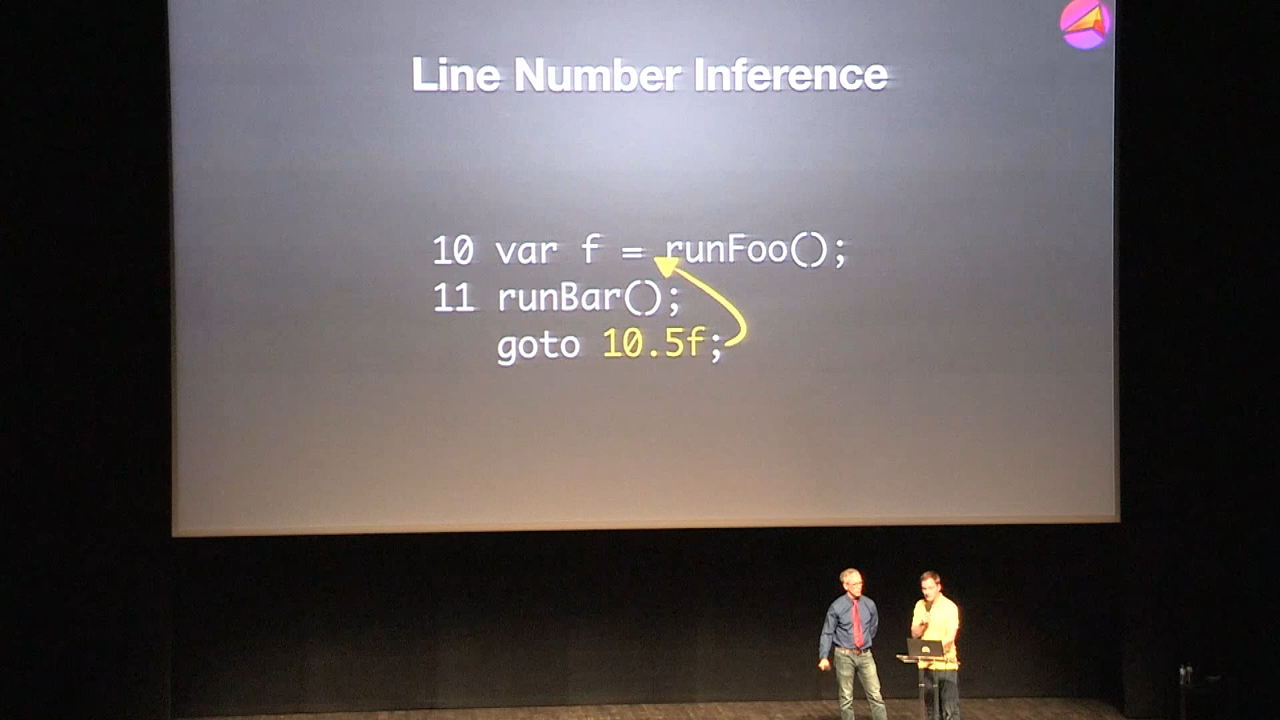 Line Number Inference
10 var f = runFoo();
11 runBar();
goto 10.5f;